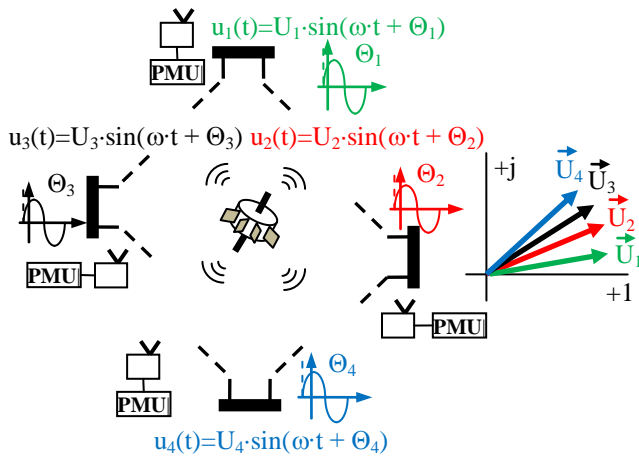 u₁(t)=U₁·sin(ω·t + Θ₁)
Θ₁
PMU
u₃(t)=U₃·sin(ω·t + Θ₃)
u₂(t)=U₂·sin(ω·t + Θ₂)
Θ₃
Θ₂
+j
U₄
U₃
U₂
U₁
+1
PMU
PMU
Θ₄
PMU
u₄(t)=U₄·sin(ω·t + Θ₄)